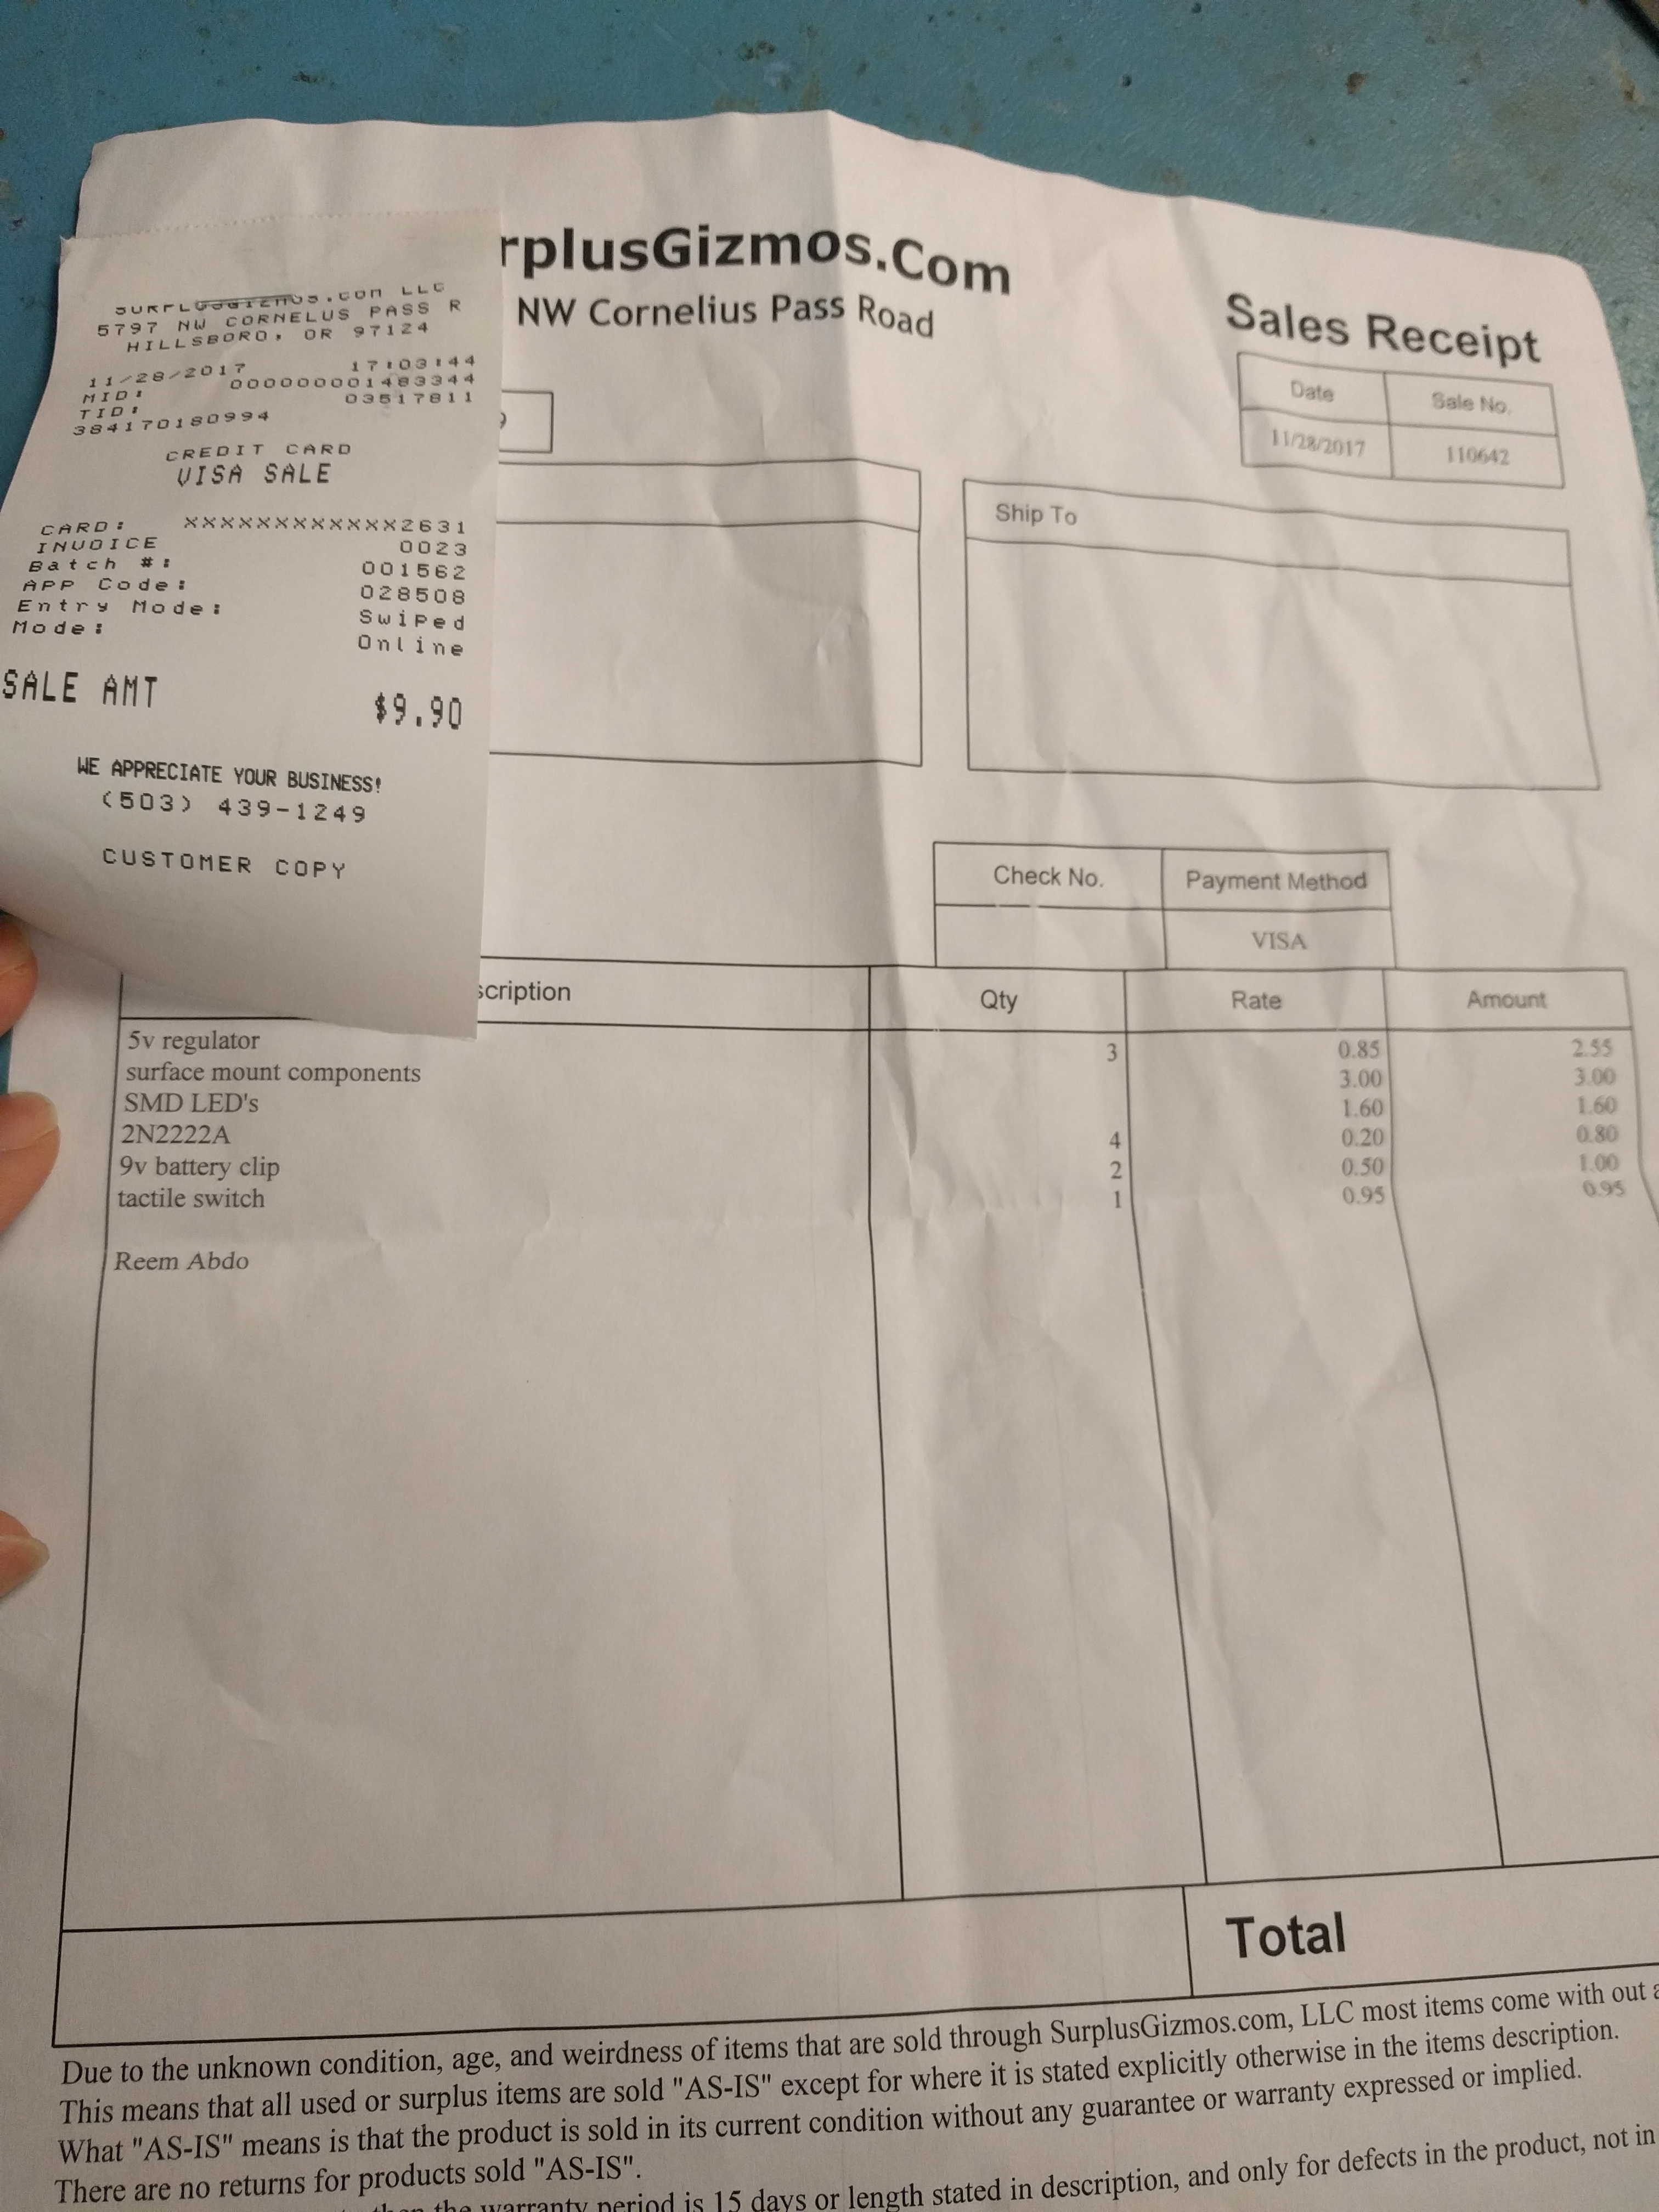 rplusGizmos.Com
NW Cornelius Pass Road
Sales Receipt
Date Sale No.
11/28/2017 110642
SURPLUSGIZMOS.COM LLC
5797 NW CORNELUS PASS R
HILLSBORO, OR 97124
11/28/2017 17:03:44
MID: 000000001483344
TID: 03517811
384170180994
CREDIT CARD
VISA SALE
CARD: XXXXXXXXXXXX2631
INVOICE 0023
Batch #: 001562
APP Code: 028508
Entry Mode: Swiped
Mode: Online
SALE AMT $9.90
WE APPRECIATE YOUR BUSINESS!
(503) 439-1249
CUSTOMER COPY
Ship To
Check No. Payment Method
VISA
scription Qty Rate Amount
5v regulator 3 0.85 2.55
surface mount components 3.00 3.00
SMD LED's 1.60 1.60
2N2222A 4 0.20 0.80
9v battery clip 2 0.50 1.00
tactile switch 1 0.95 0.95
Reem Abdo
Total
Due to the unknown condition, age, and weirdness of items that are sold through SurplusGizmos.com, LLC most items come with out a
This means that all used or surplus items are sold "AS-IS" except for where it is stated explicitly otherwise in the items description.
What "AS-IS" means is that the product is sold in its current condition without any guarantee or warranty expressed or implied.
There are no returns for products sold "AS-IS".
the warranty period is 15 days or length stated in description, and only for defects in the product, not in